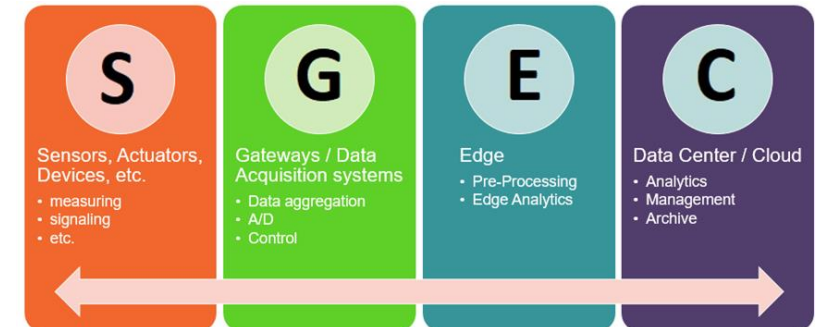 S
Sensors, Actuators,
Devices, etc.
• measuring
• signaling
• etc.
G
Gateways / Data
Acquisition systems
• Data aggregation
• A/D
• Control
E
Edge
• Pre-Processing
• Edge Analytics
C
Data Center / Cloud
• Analytics
• Management
• Archive